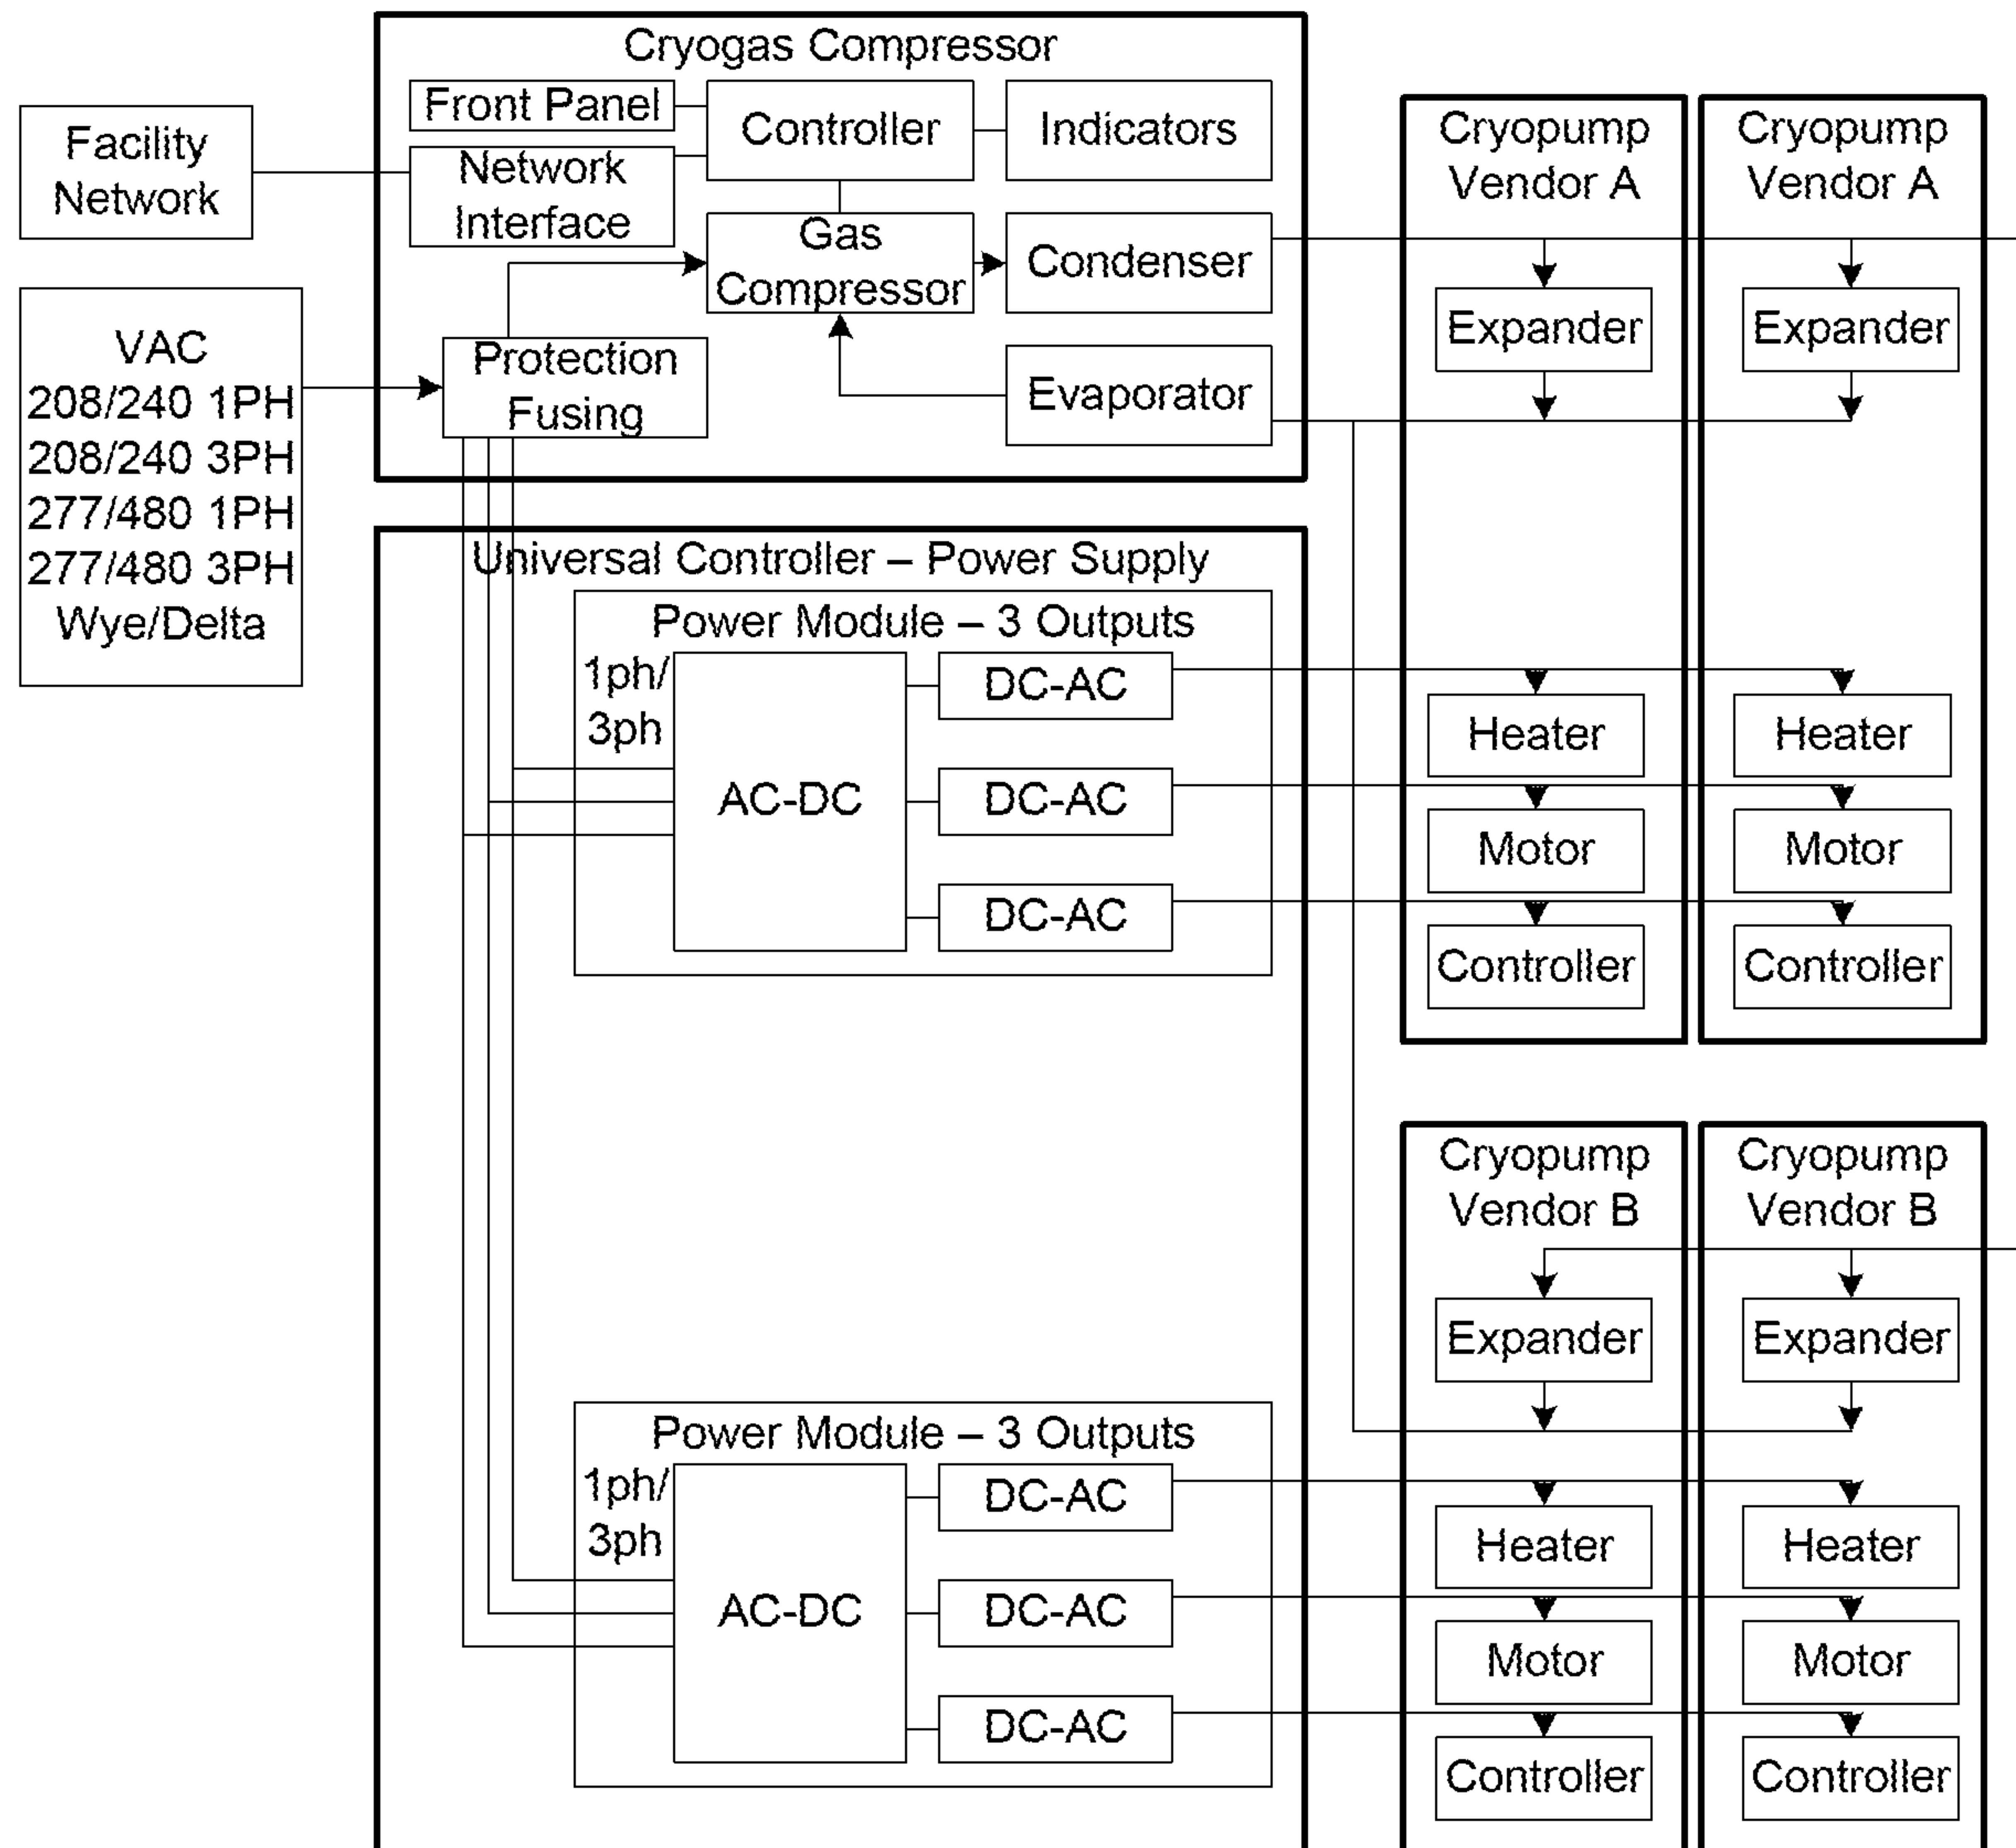 Cryogas Compressor
Front Panel
Controller
Indicators
Facility
Network
Network
Interface
Gas
Compressor
Condenser
Protection
Fusing
Evaporator
VAC
208/240 1PH
208/240 3PH
277/480 1PH
277/480 3PH
Wye/Delta
Cryopump
Vendor A
Expander
Heater
Motor
Controller
Cryopump
Vendor A
Expander
Heater
Motor
Controller
Universal Controller – Power Supply
Power Module – 3 Outputs
1ph/
3ph
AC-DC
DC-AC
DC-AC
DC-AC
Power Module – 3 Outputs
1ph/
3ph
AC-DC
DC-AC
DC-AC
DC-AC
Cryopump
Vendor B
Expander
Heater
Motor
Controller
Cryopump
Vendor B
Expander
Heater
Motor
Controller